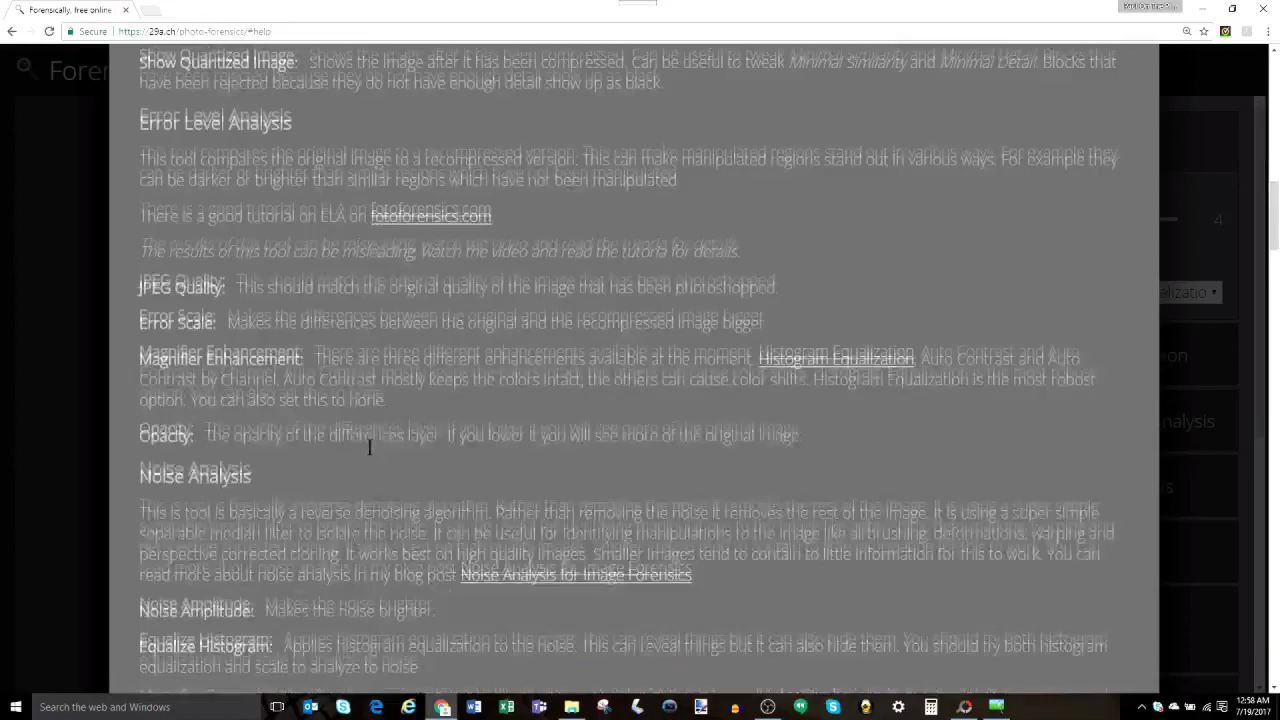 Forensically, free online
Secure https://29a.ch/photo-forensics/#help
Foren
Show Quantized Image: Shows the image after it has been compressed. Can be useful to tweak Minimal Similarity and Minimal Detail. Blocks that
have been rejected because they do not have enough detail show up as black.
Error Level Analysis
This tool compares the original image to a recompressed version. This can make manipulated regions stand out in various ways. For example they
can be darker or brighter than similar regions which have not been manipulated.
There is a good tutorial on ELA on fotoforensics.com
The results of this tool can be misleading, watch the video and read the tutorial for details.
4
JPEG Quality: This should match the original quality of the image that has been photoshopped.
alizatio
Error Scale: Makes the differences between the original and the recompressed image bigger
Magnifier Enhancement: There are three different enhancements available at the moment. Histogram Equalization, Auto Contrast and Auto
on
Contrast by Channel. Auto Contrast mostly keeps the colors intact, the others can cause color shifts. Histogram Equalization is the most robust
option. You can also set this to none.
nalysis
Opacity: The opacity of the differences layer. If you lower it you will see more of the original image.
Noise Analysis
is
This is tool is basically a reverse denoising algorithm. Rather than removing the noise it removes the rest of the image. It is using a super simple
separable median filter to isolate the noise. It can be useful for identifying manipulations to the image like airbrushing, deformations, warping and
perspective corrected cloning. It works best on high quality images. Smaller images tend to contain to little information for this to work. You can
read more about noise analysis in my blog post Noise Analysis for Image Forensics
Noise Amplitude: Makes the noise brighter.
Equalize Histogram: Applies histogram equalization to the noise. This can reveal things but it can also hide them. You should try both histogram
equalization and scale to analyze to noise
Search the web and Windows
12:58 AM
7/19/2017